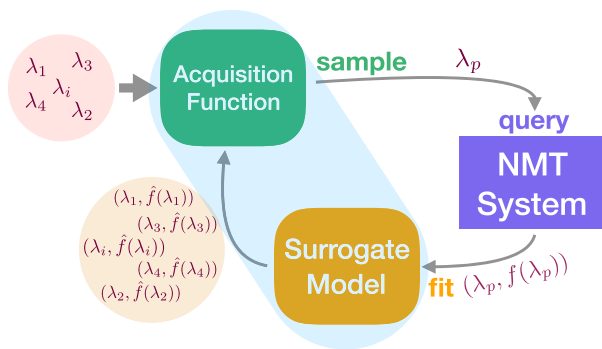 λ₁ λ₃
λᵢ
λ₄ λ₂
Acquisition
Function
sample
λₚ
query
NMT
System
(λ₁, f̂(λ₁))
(λ₃, f̂(λ₃))
(λᵢ, f̂(λᵢ))
(λ₄, f̂(λ₄))
(λ₂, f̂(λ₂))
Surrogate
Model
fit (λₚ, f(λₚ))